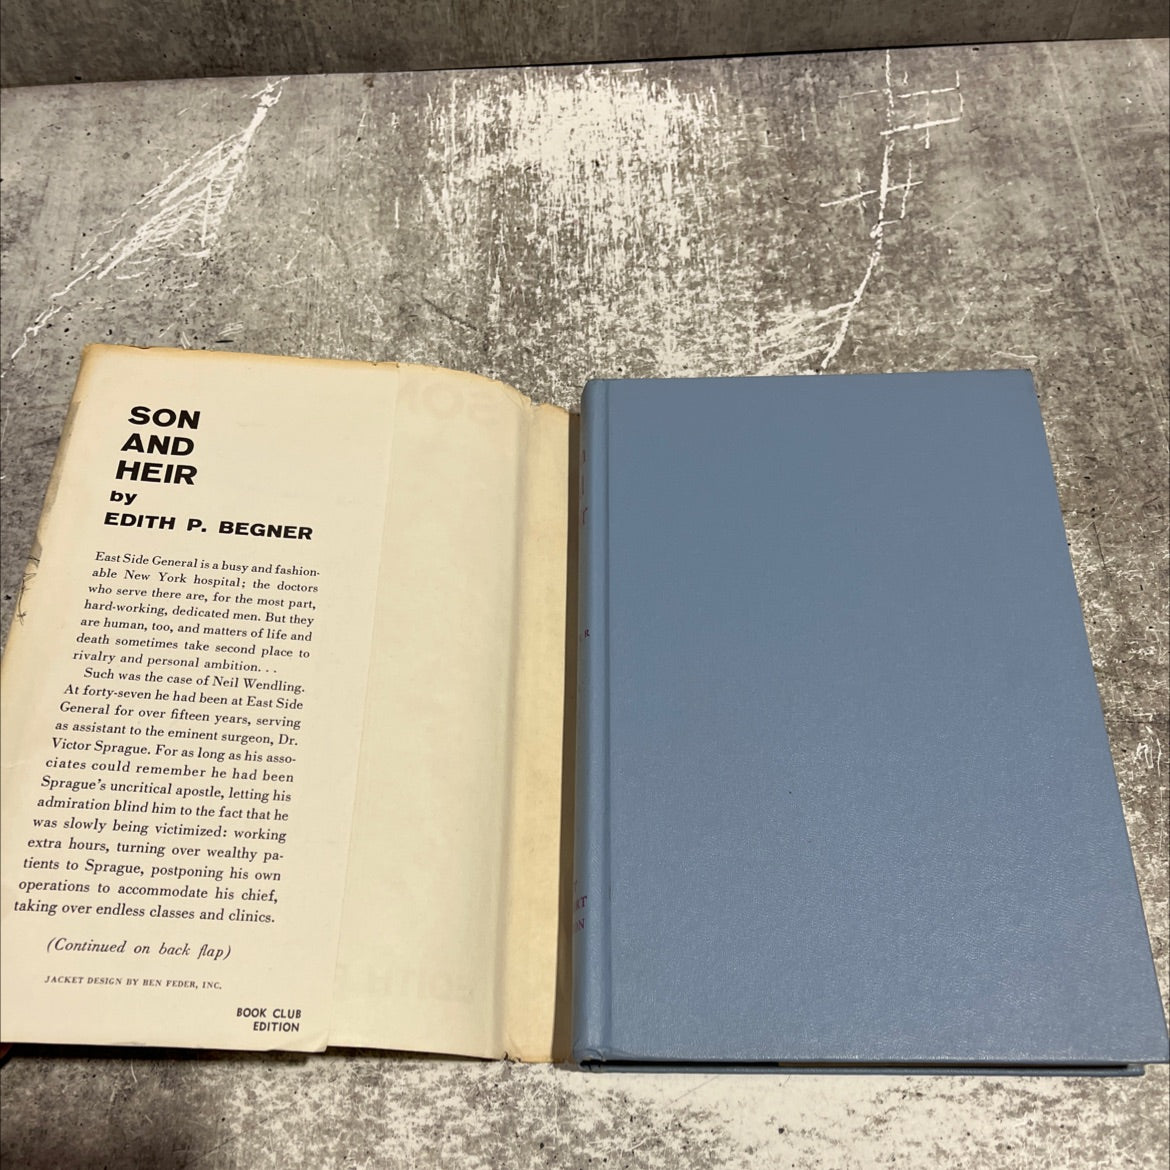 SON
AND
HEIR
by
EDITH P. BEGNER
East Side General is a busy and fashion-
able New York hospital; the doctors
who serve there are, for the most part,
hard-working, dedicated men. But they
are human, too, and matters of life and
death sometimes take second place to
rivalry and personal ambition. . .
Such was the case of Neil Wendling.
At forty-seven he had been at East Side
General for over fifteen years, serving
as assistant to the eminent surgeon, Dr.
Victor Sprague. For as long as his asso-
ciates could remember he had been
Sprague's uncritical apostle, letting his
admiration blind him to the fact that he
was slowly being victimized: working
extra hours, turning over wealthy pa-
tients to Sprague, postponing his own
operations to accommodate his chief,
taking over endless classes and clinics.
(Continued on back flap)
JACKET DESIGN BY BEN FEDER, INC.
BOOK CLUB
EDITION